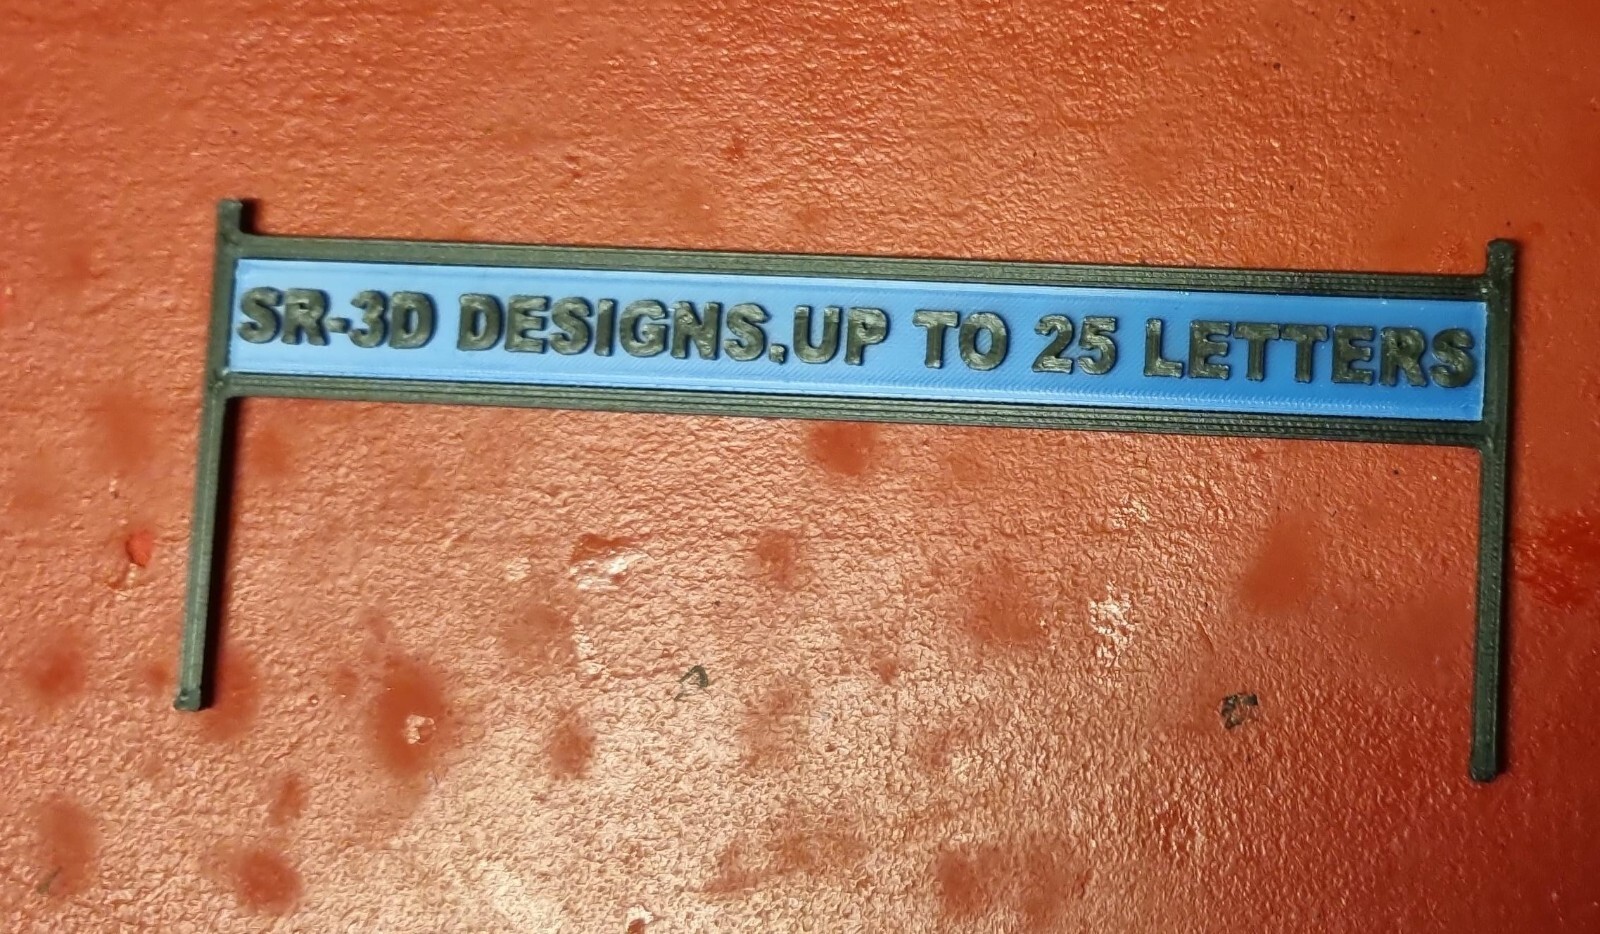 SR-3D DESIGNS.UP TO 25 LETTERS